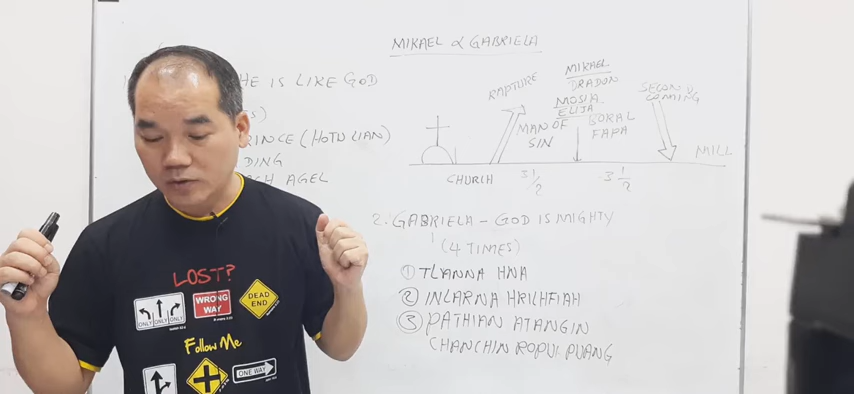 MIKAEL & GABRIELA
HE IS LIKE GOD
RINCE (HOTU LIAN)
DING
AGEL
RAPTURE
MIKAEL
DRADON
MOSIA
ELIJA
MAN OF
SIN
BORAL
FAPA
SECOND
COMING
MILL
CHURCH
3 1/2
3 1/2
2. GABRIELA - GOD IS MIGHTY
(4 TIMES)
① TLANNA HNA
② INLARNA HRILHFIAH
③ PATHIAN ATANGIN
CHANCHIN ROPUI PUANG
LOST?
ONLY ONLY ONLY
WRONG
WAY
DEAD
END
Follow Me
ONE WAY